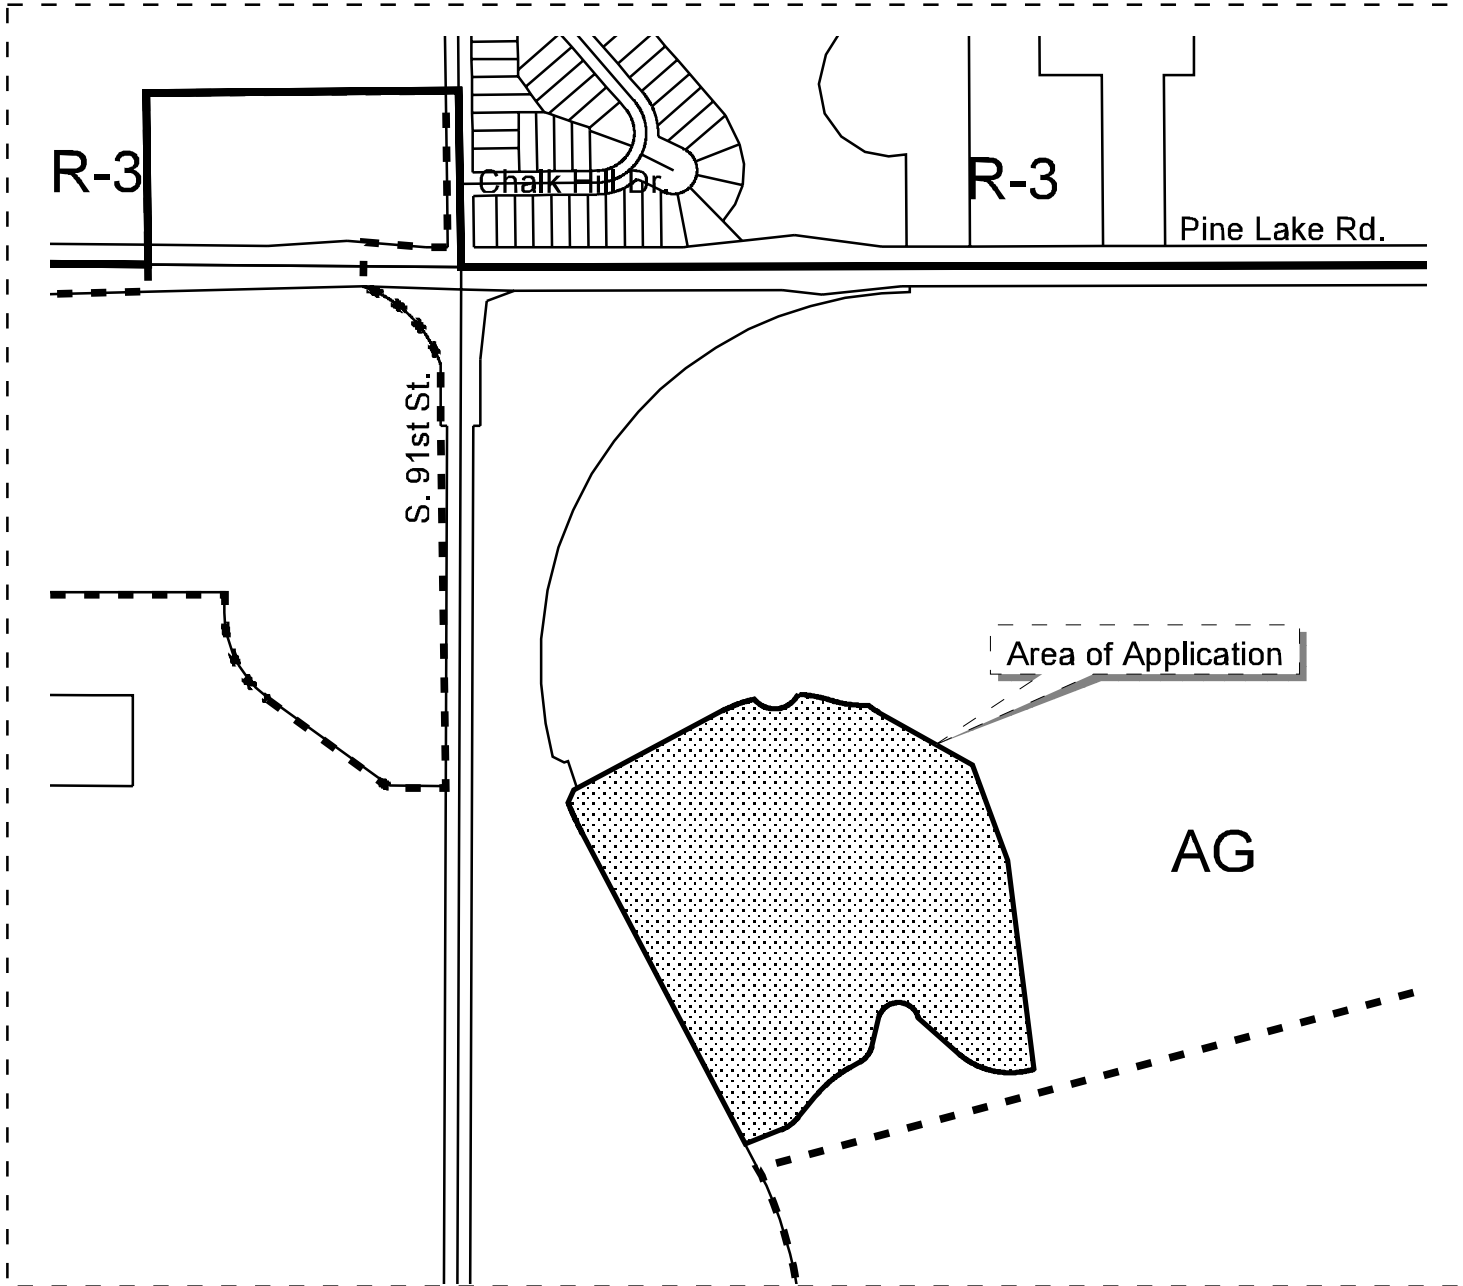 R-3
Chalk Hill Dr.
R-3
Pine Lake Rd.
S. 91st St.
Area of Application
AG